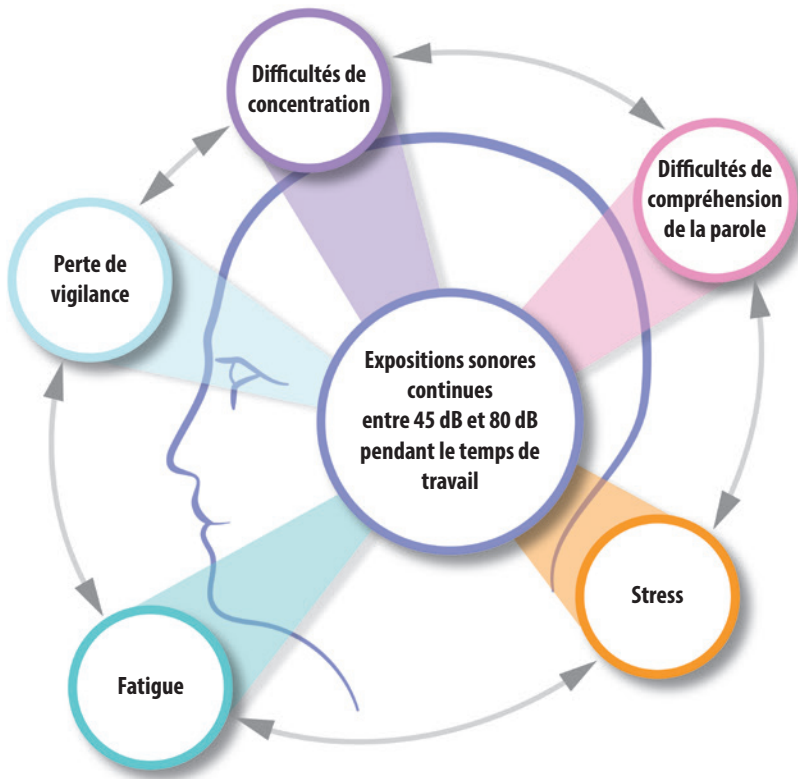 Difficultés de
concentration
Difficultés de
compréhension
de la parole
Perte de
vigilance
Expositions sonores
continues
entre 45 dB et 80 dB
pendant le temps de
travail
Stress
Fatigue